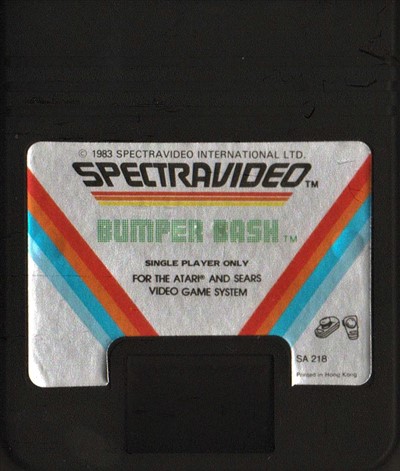 © 1983 SPECTRAVIDEO INTERNATIONAL LTD.
SPECTRAVIDEO™
BUMPER BASH™
SINGLE PLAYER ONLY
FOR THE ATARI® AND SEARS
VIDEO GAME SYSTEM
SA 218
Printed in Hong Kong